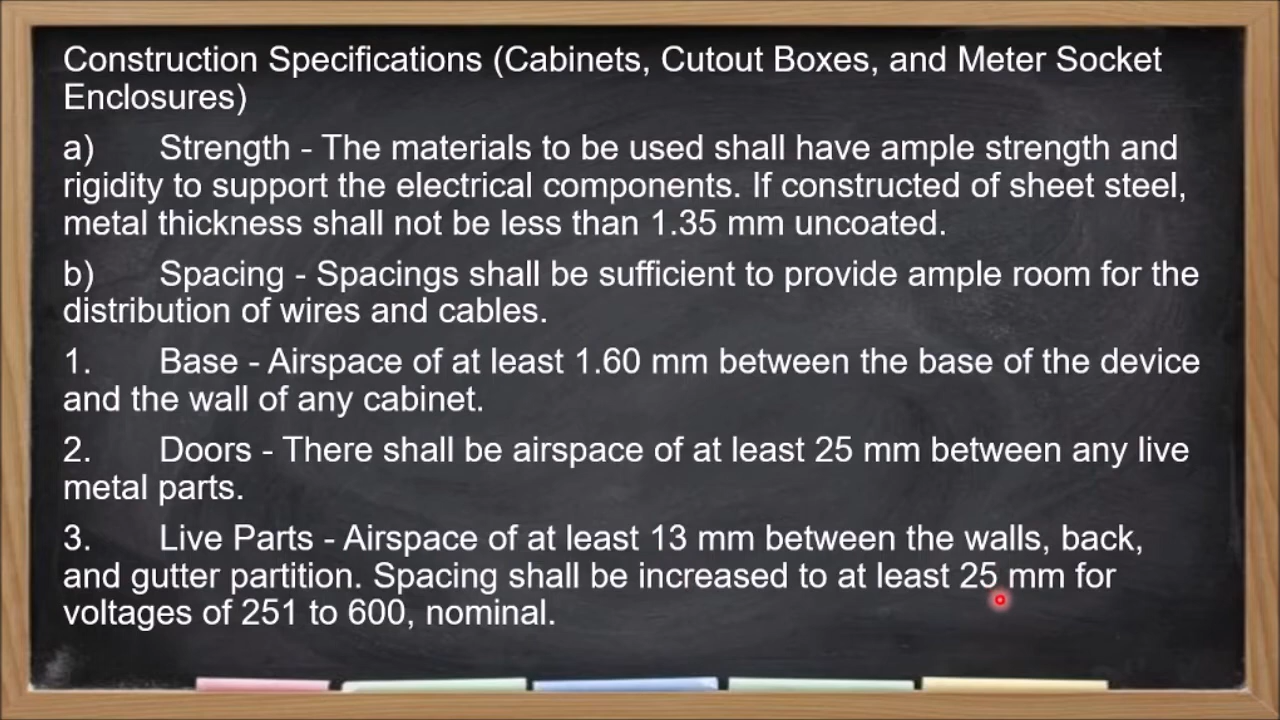 Construction Specifications (Cabinets, Cutout Boxes, and Meter Socket
Enclosures)
a) Strength - The materials to be used shall have ample strength and
rigidity to support the electrical components. If constructed of sheet steel,
metal thickness shall not be less than 1.35 mm uncoated.
b) Spacing - Spacings shall be sufficient to provide ample room for the
distribution of wires and cables.
1. Base - Airspace of at least 1.60 mm between the base of the device
and the wall of any cabinet.
2. Doors - There shall be airspace of at least 25 mm between any live
metal parts.
3. Live Parts - Airspace of at least 13 mm between the walls, back,
and gutter partition. Spacing shall be increased to at least 25 mm for
voltages of 251 to 600, nominal.